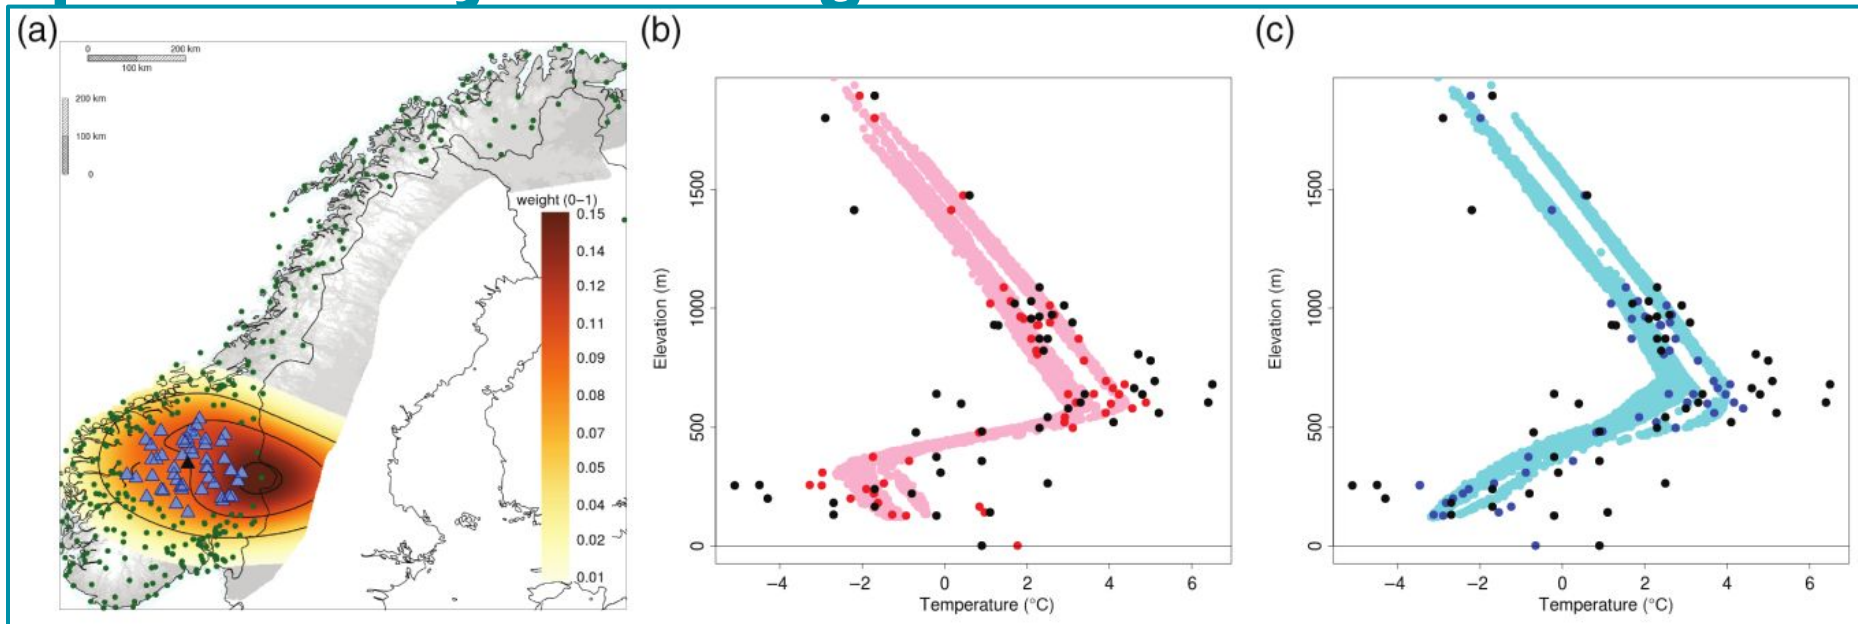 (a)
0 200 km
100 km
200 km
100 km
0
weight (0–1)
0.15
0.14
0.12
0.11
0.09
0.08
0.07
0.05
0.04
0.02
0.01
(b)
Elevation (m)
1500
1000
500
0
−4 −2 0 2 4 6
Temperature (°C)
(c)
Elevation (m)
1500
1000
500
0
−4 −2 0 2 4 6
Temperature (°C)